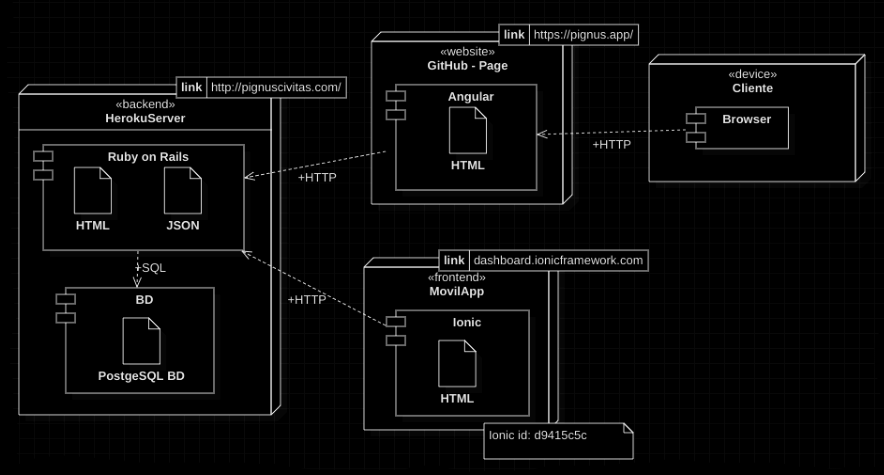 link http://pignuscivitas.com/
«backend»
HerokuServer
Ruby on Rails
HTML
JSON
+SQL
BD
PostgeSQL BD
+HTTP
+HTTP
link https://pignus.app/
«website»
GitHub - Page
Angular
HTML
+HTTP
«device»
Cliente
Browser
link dashboard.ionicframework.com
«frontend»
MovilApp
Ionic
HTML
Ionic id: d9415c5c